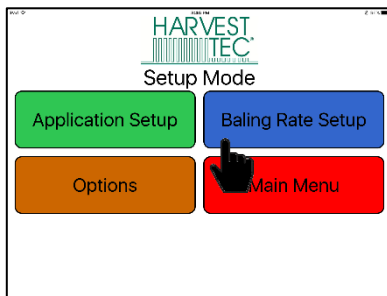 HARVEST
TEC
Setup Mode
Application Setup
Baling Rate Setup
Options
Main Menu